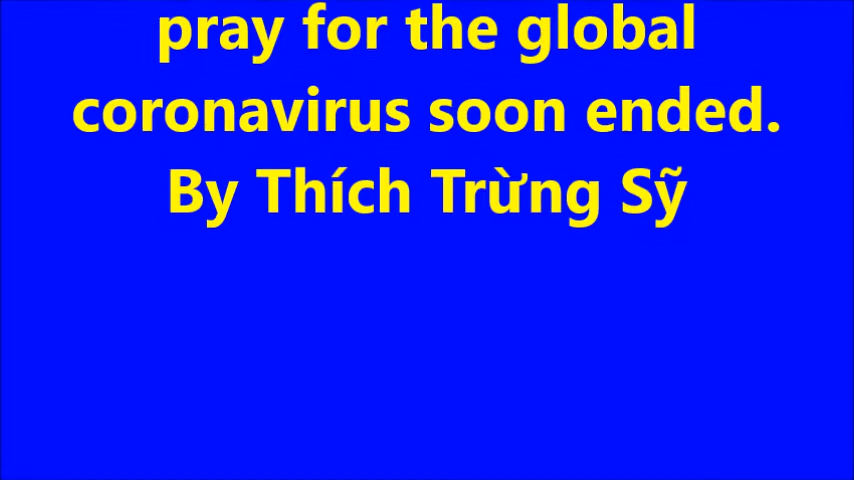 pray for the global
coronavirus soon ended.
By Thích Trừng Sỹ